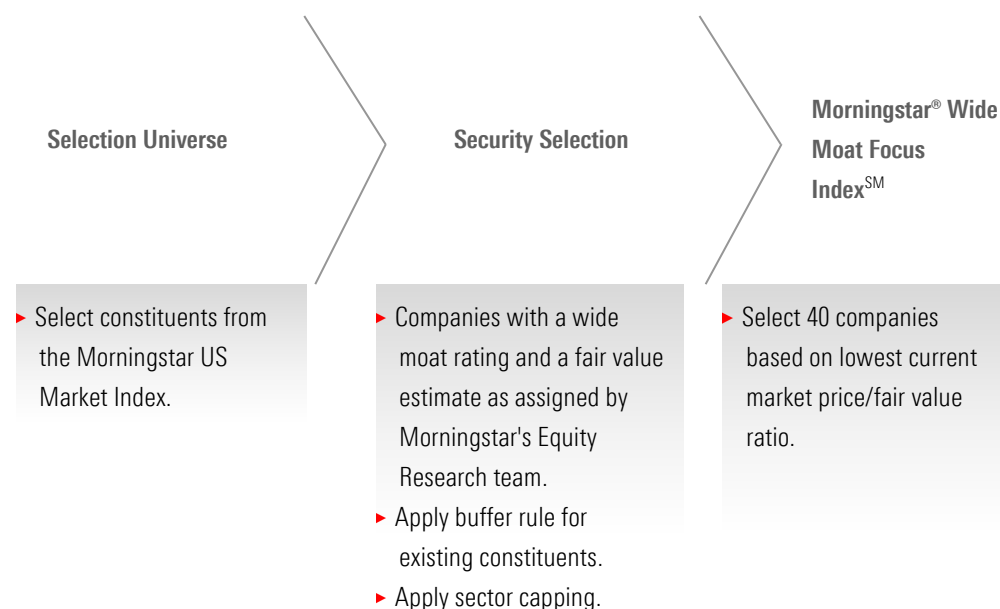 Selection Universe
Security Selection
Morningstar® Wide
Moat Focus
Index℠
▶ Select constituents from
the Morningstar US
Market Index.
▶ Companies with a wide
moat rating and a fair value
estimate as assigned by
Morningstar's Equity
Research team.
▶ Apply buffer rule for
existing constituents.
▶ Apply sector capping.
▶ Select 40 companies
based on lowest current
market price/fair value
ratio.